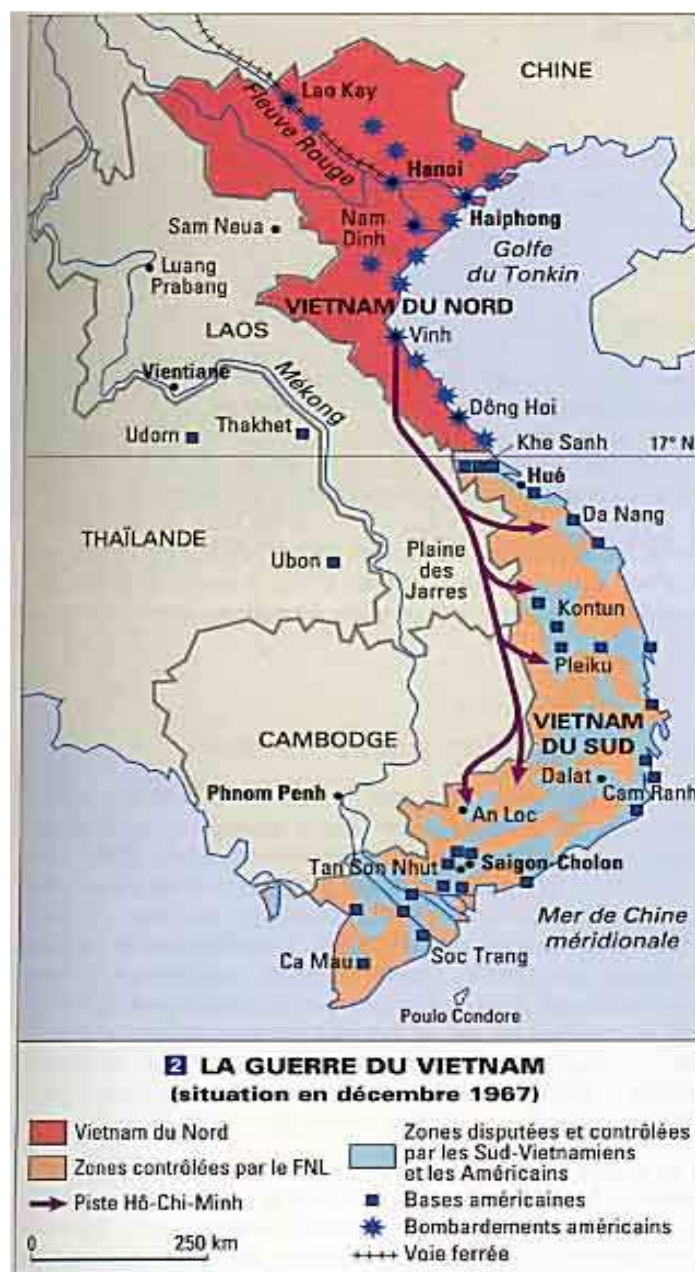 CHINE
Lao Kay
Fleuve Rouge
Hanoi
Sam Neua
Nam
Dinh
Haiphong
Luang
Prabang
Golfe
du Tonkin
VIETNAM DU NORD
LAOS
Vinh
Vientiane
Mékong
Udorn
Thakhet
Dông Hoi
Khe Sanh
17° N
Hué
THAÏLANDE
Da Nang
Ubon
Plaine
des
Jarres
Kontun
Pleiku
VIETNAM
DU SUD
CAMBODGE
Dalat
Cam Ranh
Phnom Penh
An Loc
Tan Son Nhut
Saigon-Cholon
Mer de Chine
méridionale
Ca Mau
Soc Trang
Poulo Condore
2 LA GUERRE DU VIETNAM
(situation en décembre 1967)
Vietnam du Nord
Zones contrôlées par le FNL
Piste Hô-Chi-Minh
0 250 km
Zones disputées et contrôlées
par les Sud-Vietnamiens
et les Américains
Bases américaines
Bombardements américains
Voie ferrée